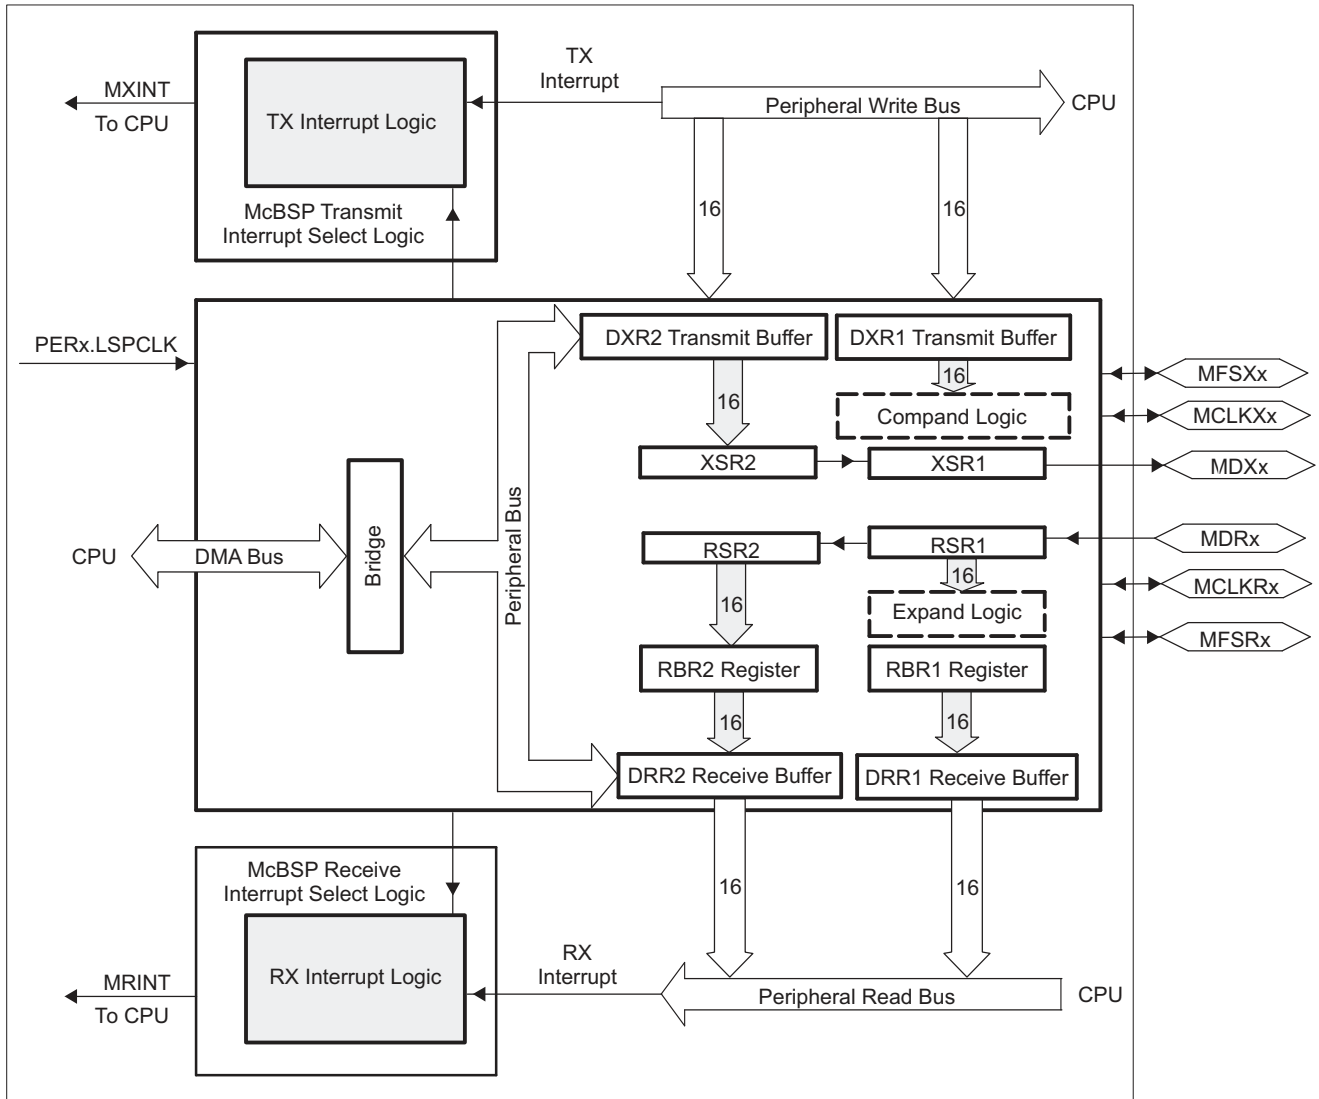 TX
Interrupt
MXINT
To CPU
TX Interrupt Logic
Peripheral Write Bus
CPU
McBSP Transmit
Interrupt Select Logic
16
16
PERx.LSPCLK
DXR2 Transmit Buffer
DXR1 Transmit Buffer
MFSXx
16
16
Compand Logic
MCLKXx
XSR2
XSR1
MDXx
Peripheral Bus
CPU
DMA Bus
Bridge
RSR2
RSR1
MDRx
16
16
MCLKRx
Expand Logic
MFSRx
RBR2 Register
RBR1 Register
16
16
DRR2 Receive Buffer
DRR1 Receive Buffer
McBSP Receive
Interrupt Select Logic
16
16
RX
Interrupt
MRINT
To CPU
RX Interrupt Logic
Peripheral Read Bus
CPU